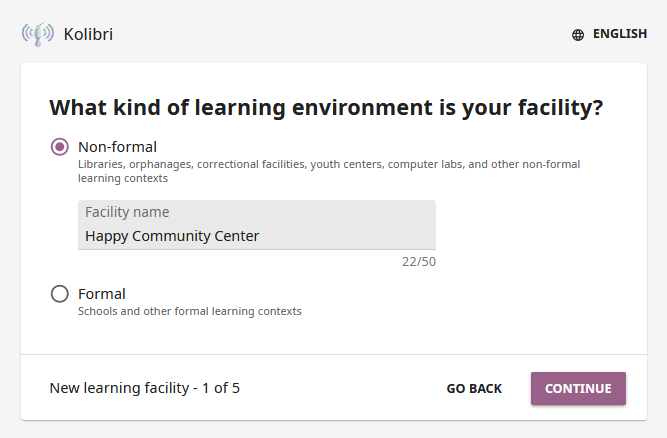 Kolibri
ENGLISH
What kind of learning environment is your facility?
Non-formal
Libraries, orphanages, correctional facilities, youth centers, computer labs, and other non-formal
learning contexts
Facility name
Happy Community Center
22/50
Formal
Schools and other formal learning contexts
New learning facility - 1 of 5
GO BACK
CONTINUE